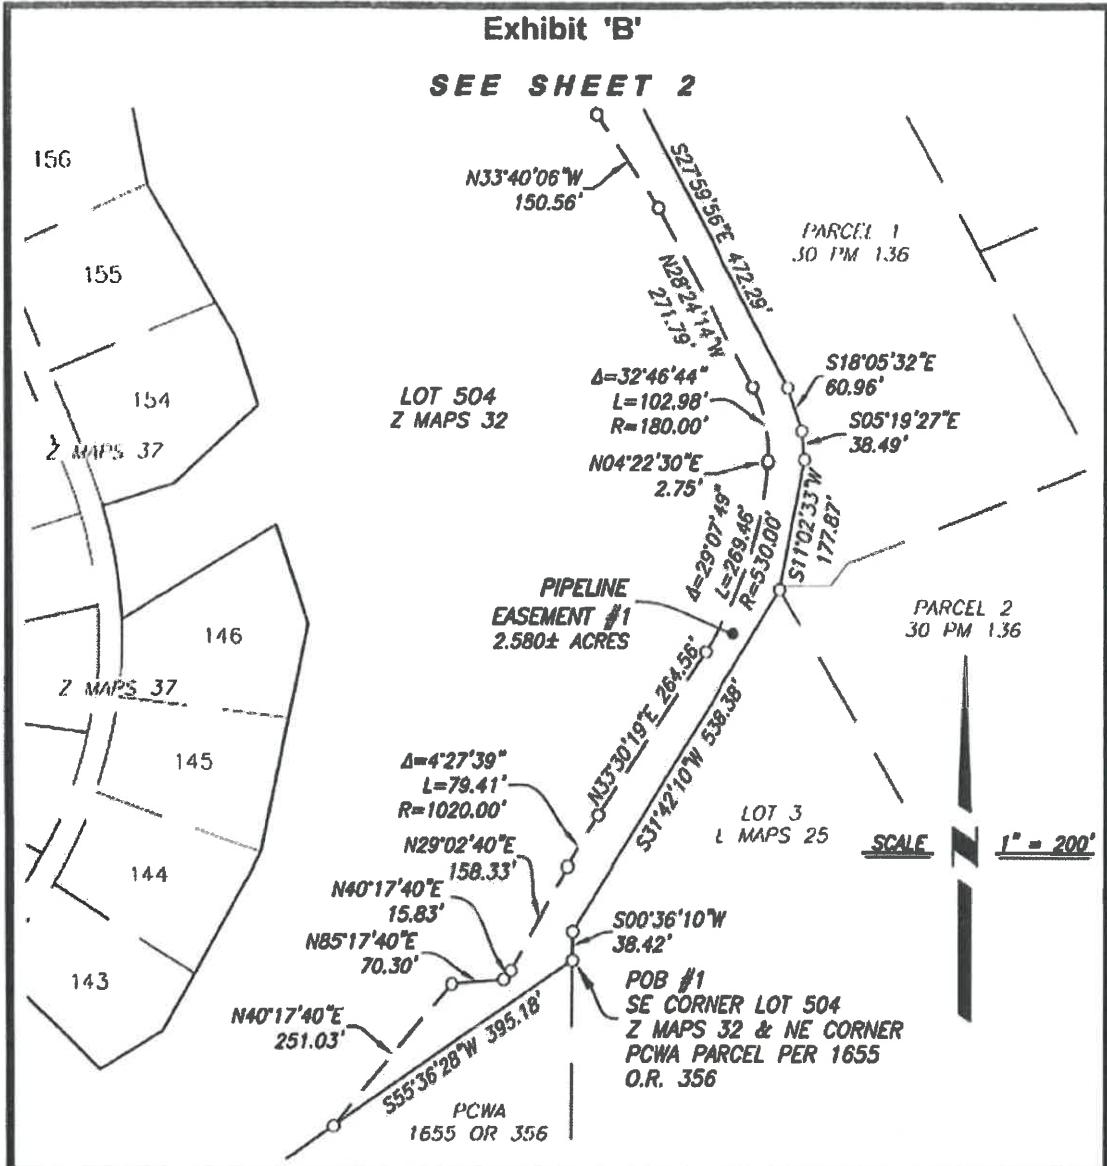 Exhibit 'B'
SEE SHEET 2
156
N33°40'06"W
150.56'
S27°59'56"E 472.29'
PARCEL 1
30 PM 136
155
N28°24'14"W
271.79'
S18°05'32"E
60.96'
Δ=32°46'44"
L=102.98'
R=180.00'
LOT 504
Z MAPS 32
154
S05°19'27"E
38.49'
Z MAPS 37
N04°22'30"E
2.75'
S11°02'33"W
177.87'
Δ=29°07'49"
L=269.46'
R=530.00'
PIPELINE
EASEMENT #1
2.580± ACRES
PARCEL 2
30 PM 136
146
Z MAPS 37
N33°30'19"E 264.56'
S31°42'10"W 538.38'
145
Δ=4°27'39"
L=79.41'
R=1020.00'
LOT 3
L MAPS 25
SCALE
1" = 200'
N29°02'40"E
158.33'
144
N40°17'40"E
15.83'
S00°36'10"W
38.42'
N85°17'40"E
70.30'
143
POB #1
SE CORNER LOT 504
Z MAPS 32 & NE CORNER
PCWA PARCEL PER 1655
O.R. 356
N40°17'40"E
251.03'
S55°36'28"W 395.18'
PCWA
1655 OR 356